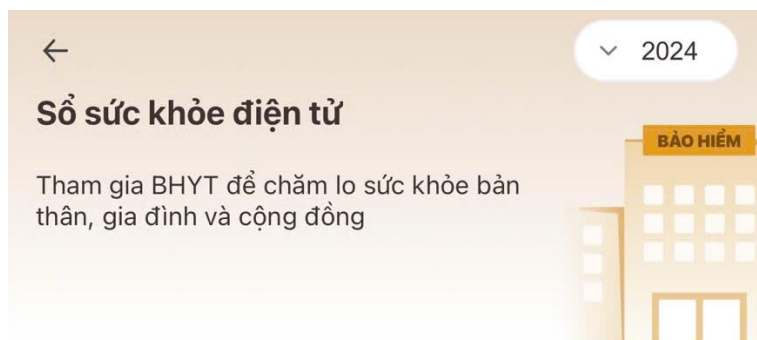 2024
Sổ sức khỏe điện tử
BẢO HIỂM
Tham gia BHYT để chăm lo sức khỏe bản
thân, gia đình và cộng đồng